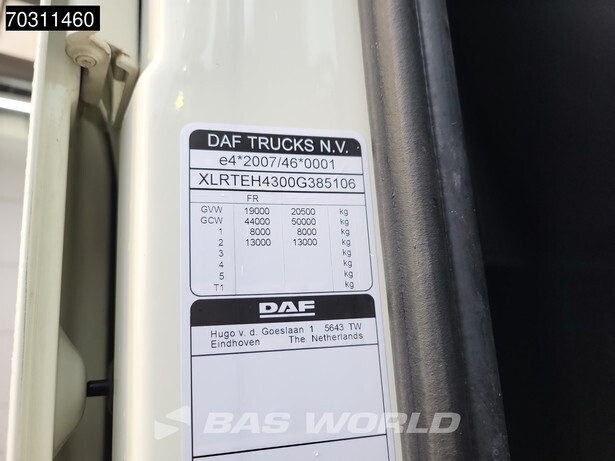 70311460
DAF TRUCKS N.V.
e4*2007/46*0001
XLRTEH4300G385106
FR
GVW 19000 20500 kg
GCW 44000 50000 kg
1 8000 8000 kg
2 13000 13000 kg
3 kg
4 kg
5 kg
T1 kg
DAF
Hugo v. d. Goeslaan 1 5643 TW
Eindhoven The Netherlands
BAS WORLD